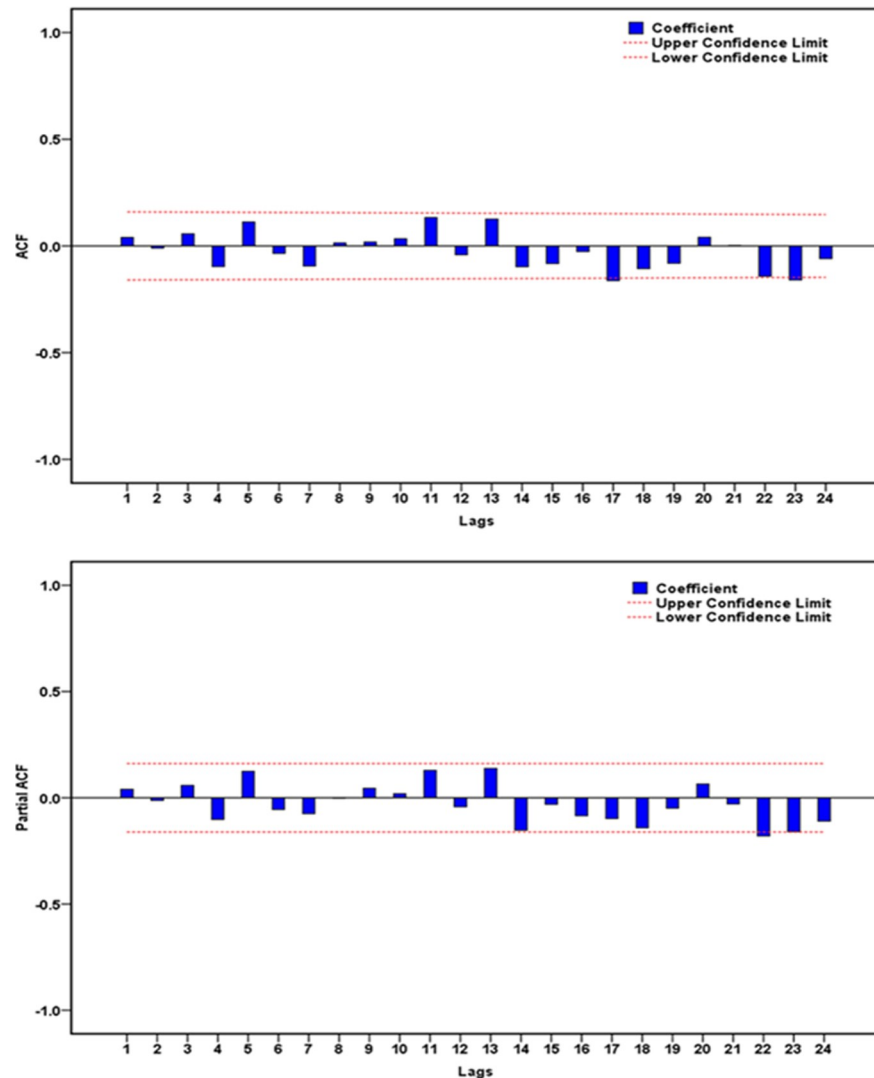 1.0
Coefficient
Upper Confidence Limit
Lower Confidence Limit
0.5
ACF
0.0
-0.5
-1.0
1 2 3 4 5 6 7 8 9 10 11 12 13 14 15 16 17 18 19 20 21 22 23 24
Lags
1.0
Coefficient
Upper Confidence Limit
Lower Confidence Limit
0.5
Partial ACF
0.0
-0.5
-1.0
1 2 3 4 5 6 7 8 9 10 11 12 13 14 15 16 17 18 19 20 21 22 23 24
Lags